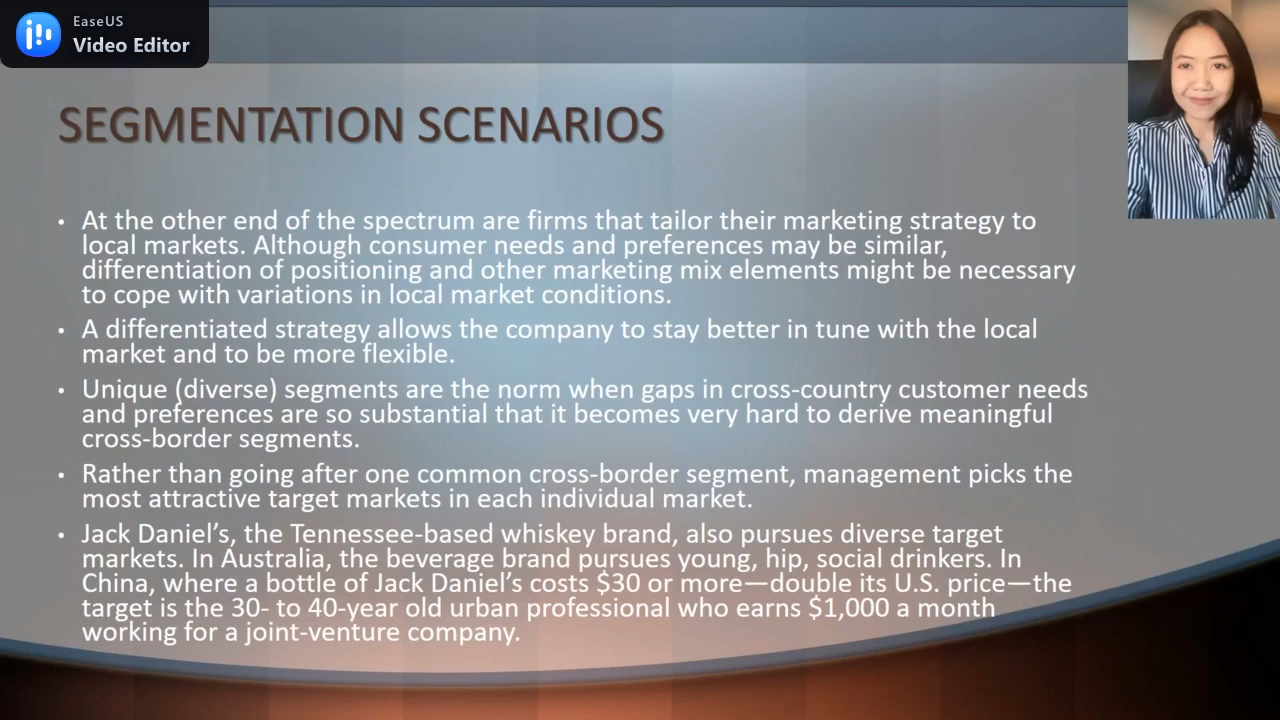 EaseUS
Video Editor
SEGMENTATION SCENARIOS
• At the other end of the spectrum are firms that tailor their marketing strategy to
local markets. Although consumer needs and preferences may be similar,
differentiation of positioning and other marketing mix elements might be necessary
to cope with variations in local market conditions.
• A differentiated strategy allows the company to stay better in tune with the local
market and to be more flexible.
• Unique (diverse) segments are the norm when gaps in cross-country customer needs
and preferences are so substantial that it becomes very hard to derive meaningful
cross-border segments.
• Rather than going after one common cross-border segment, management picks the
most attractive target markets in each individual market.
• Jack Daniel’s, the Tennessee-based whiskey brand, also pursues diverse target
markets. In Australia, the beverage brand pursues young, hip, social drinkers. In
China, where a bottle of Jack Daniel’s costs $30 or more—double its U.S. price—the
target is the 30- to 40-year old urban professional who earns $1,000 a month
working for a joint-venture company.